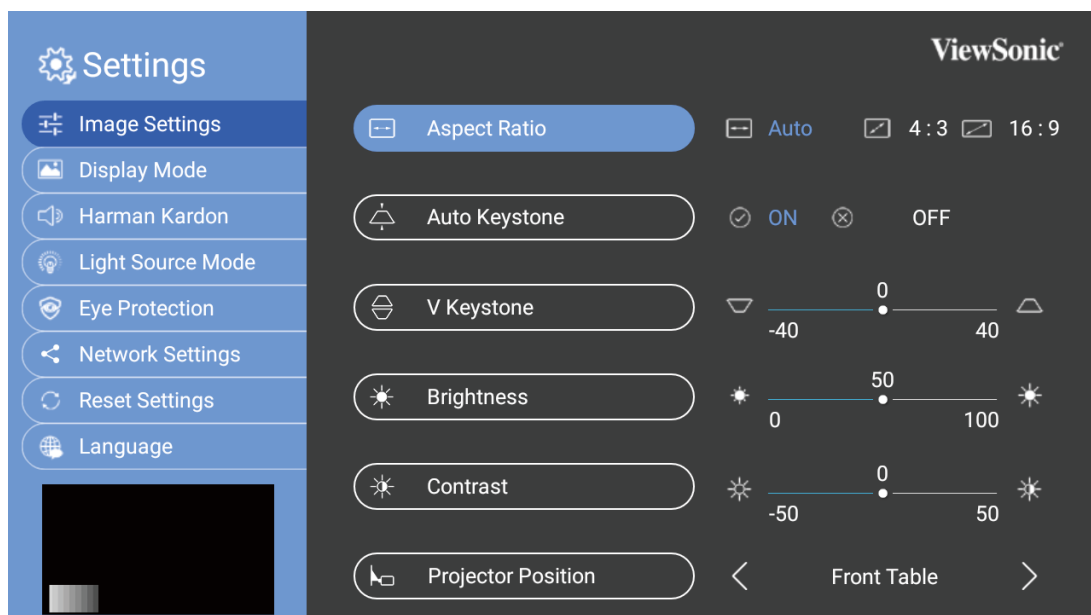 Settings
ViewSonic®
Image Settings
Display Mode
Harman Kardon
Light Source Mode
Eye Protection
Network Settings
Reset Settings
Language
Aspect Ratio
Auto 4:3 16:9
Auto Keystone
ON OFF
V Keystone
0
-40 40
Brightness
50
0 100
Contrast
0
-50 50
Projector Position
Front Table